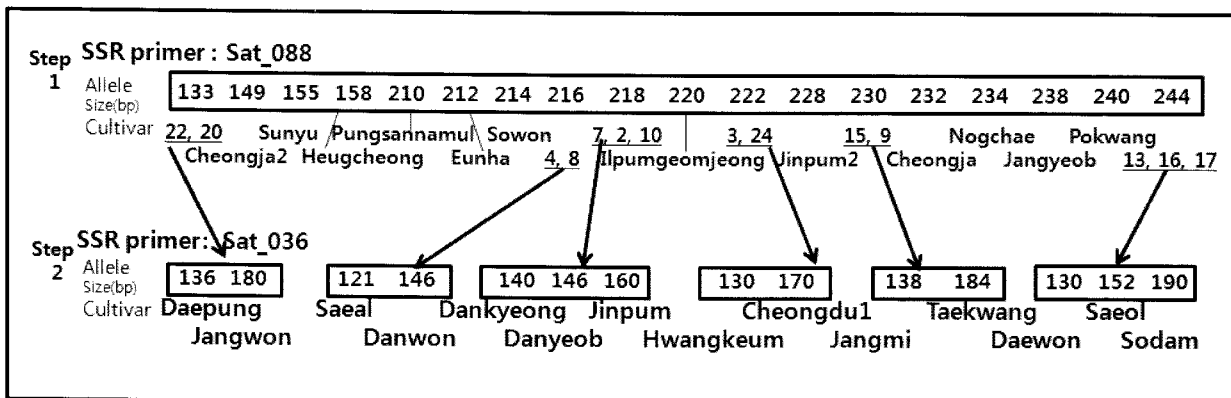 Step 1 SSR primer : Sat_088
Allele Size(bp) 133 149 155 158 210 212 214 216 218 220 222 228 230 232 234 238 240 244
Cultivar 22, 20 Sunyu Pungsannamul Sowon 7, 2, 10 3, 24 15, 9 Nogchae Pokwang
Cheongja2 Heugcheong Eunha 4, 8 Ilpumgeomjeong Jinpum2 Cheongja Jangyeob 13, 16, 17
Step 2 SSR primer: Sat_036
Allele Size(bp) 136 180 121 146 140 146 160 130 170 138 184 130 152 190
Cultivar Daepung Saeal Dankyeong Jinpum Cheongdu1 Taekwang Saeol
Jangwon Danwon Danyeob Hwangkeum Jangmi Daewon Sodam